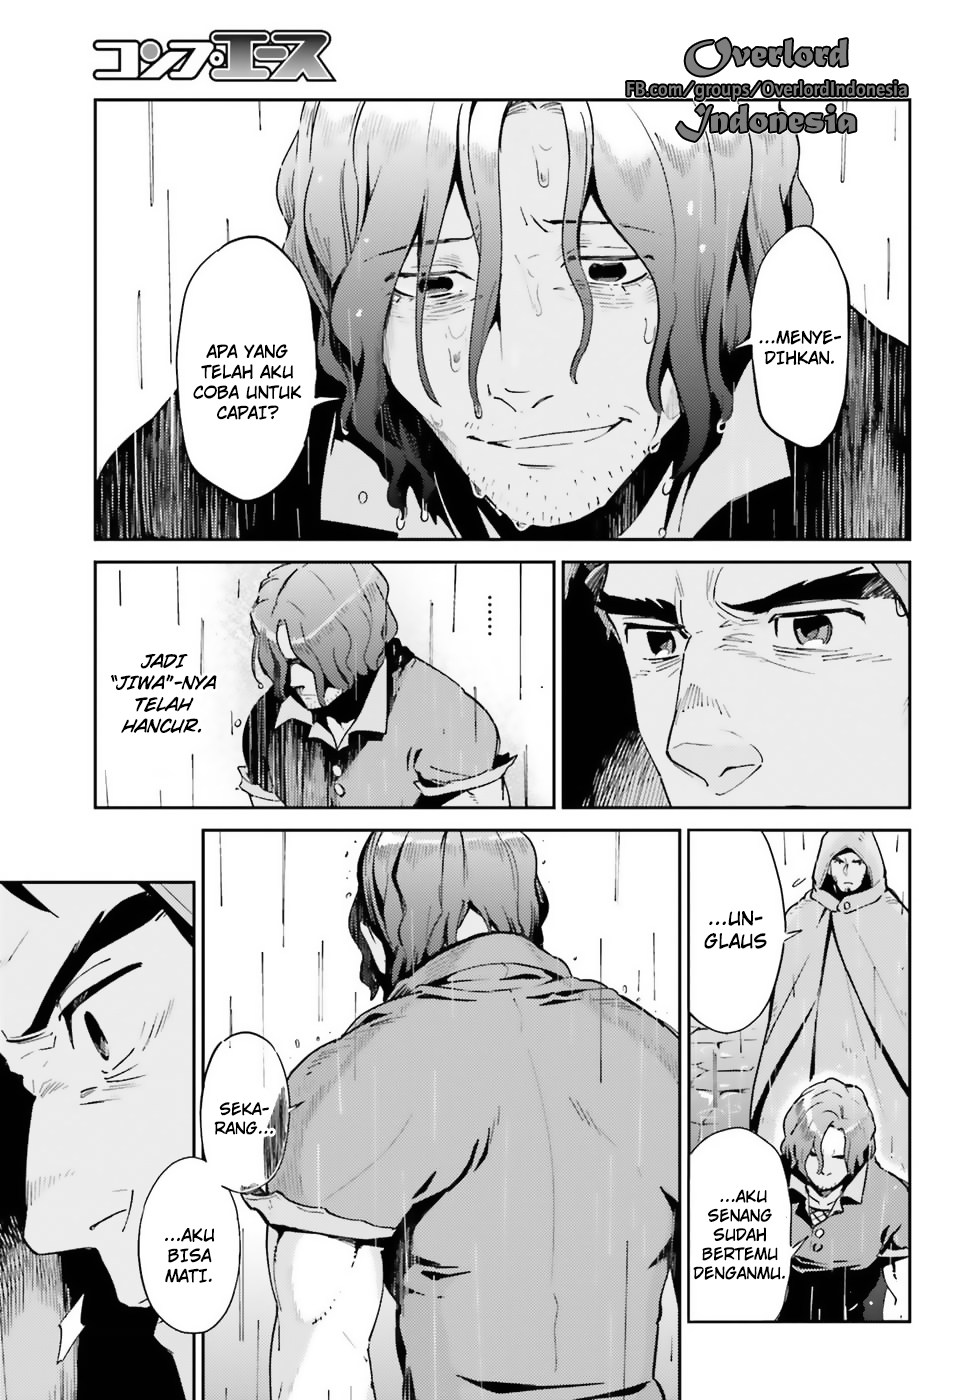 コンプエース
Overlord
FB.com/groups/OverlordIndonesia
Indonesia
...MENYE-
DIHKAN.
APA YANG
TELAH AKU
COBA UNTUK
CAPAI?
......
JADI
"JIWA"-NYA
TELAH
HANCUR.
...UN-
GLAUS
...AKU
SENANG
SUDAH
BERTEMU
DENGANMU.
SEKA-
RANG...
...AKU
BISA
MATI.